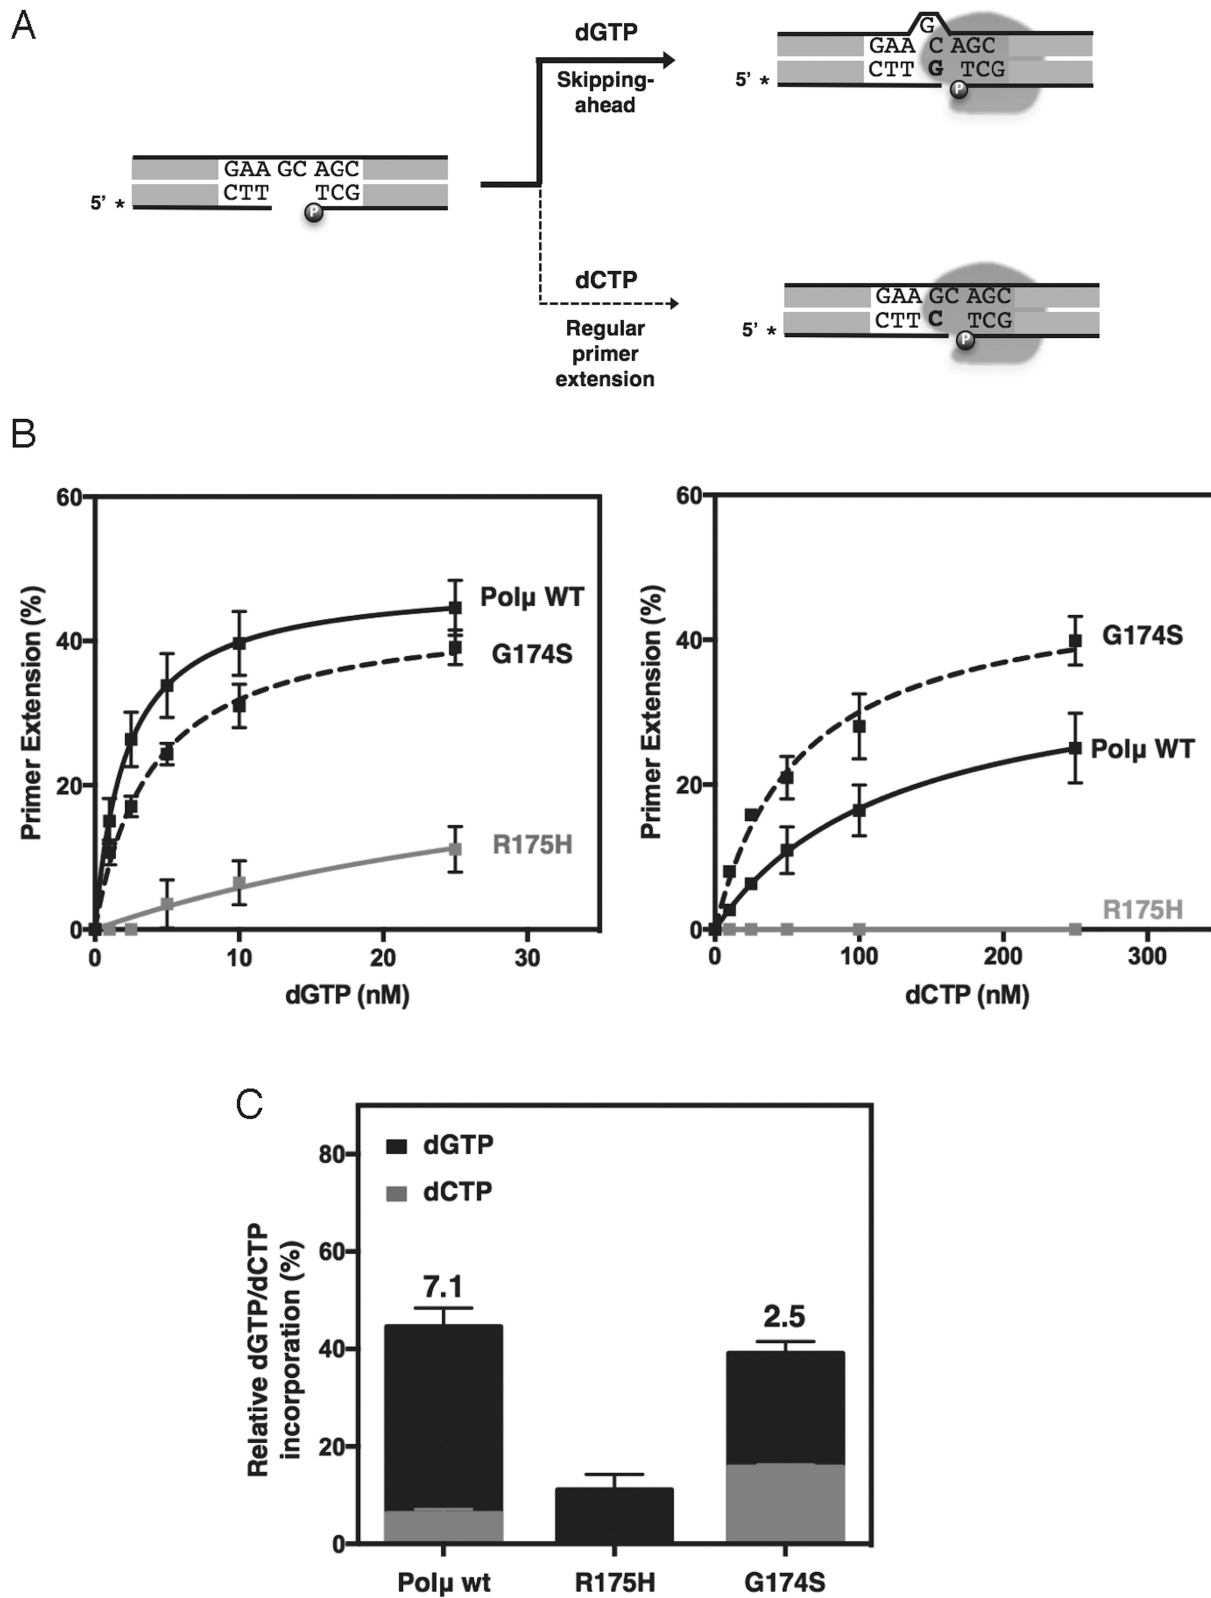 A
dGTP
Skipping-
ahead
G
GAA C AGC
CTT G TCG
5' *
P
GAA GC AGC
CTT TCG
5' *
P
dCTP
Regular
primer
extension
GAA GC AGC
CTT C TCG
5' *
P
B
60
40
20
0
0 10 20 30
Primer Extension (%)
dGTP (nM)
Polμ WT
G174S
R175H
60
40
20
0
0 100 200 300
Primer Extension (%)
dCTP (nM)
G174S
Polμ WT
R175H
C
dGTP
dCTP
80
60
40
20
0
Relative dGTP/dCTP
incorporation (%)
7.1
2.5
Polμ wt R175H G174S